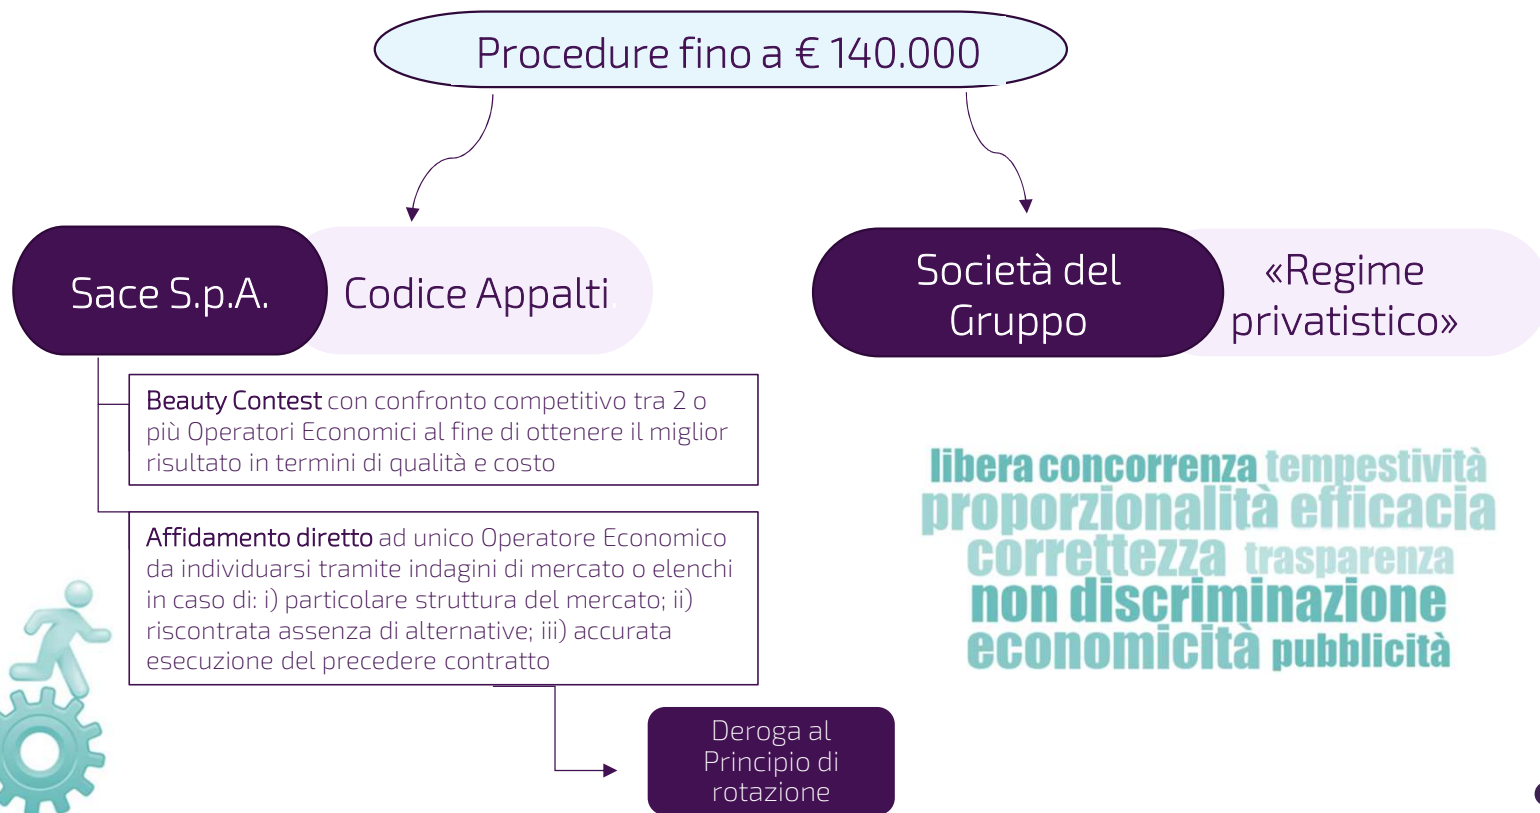 Procedure fino a € 140.000
Sace S.p.A.
Codice Appalti
Società del
Gruppo
«Regime
privatistico»
Beauty Contest con confronto competitivo tra 2 o
più Operatori Economici al fine di ottenere il miglior
risultato in termini di qualità e costo
Affidamento diretto ad unico Operatore Economico
da individuarsi tramite indagini di mercato o elenchi
in caso di: i) particolare struttura del mercato; ii)
riscontrata assenza di alternative; iii) accurata
esecuzione del precedere contratto
Deroga al
Principio di
rotazione
libera concorrenza tempestività
proporzionalità efficacia
correttezza trasparenza
non discriminazione
economicità pubblicità